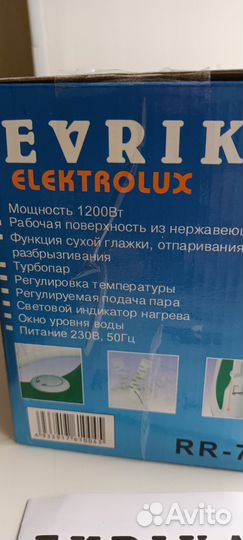 EVRIK
ELEKTROLUX
Мощность 1200Вт
Рабочая поверхность из нержавею
Функция сухой глажки, отпаривания
разбрызгивания
Турбопар
Регулировка температуры
Регулируемая подача пара
Световой индикатор нагрева
Окно уровня воды
Питание 230В, 50Гц
RR-7
Avito